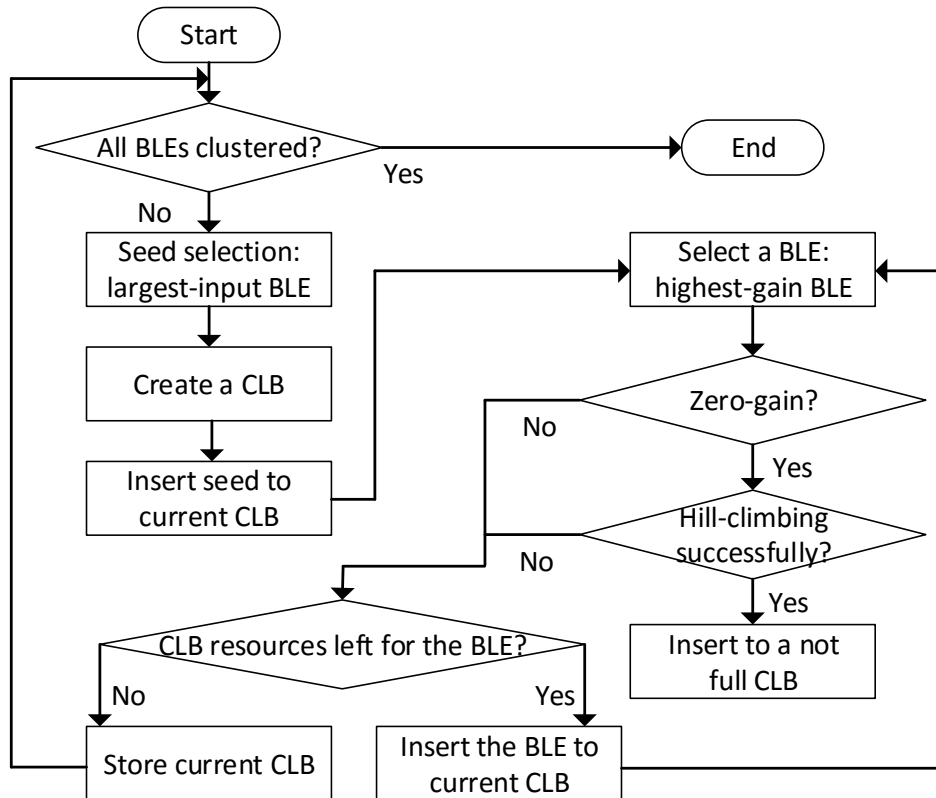 Start
All BLEs clustered?
Yes
End
No
Seed selection:
largest-input BLE
Create a CLB
Insert seed to
current CLB
Select a BLE:
highest-gain BLE
Zero-gain?
No
Yes
Hill-climbing
successfully?
No
Yes
Insert to a not
full CLB
CLB resources left for the BLE?
No
Yes
Store current CLB
Insert the BLE to
current CLB